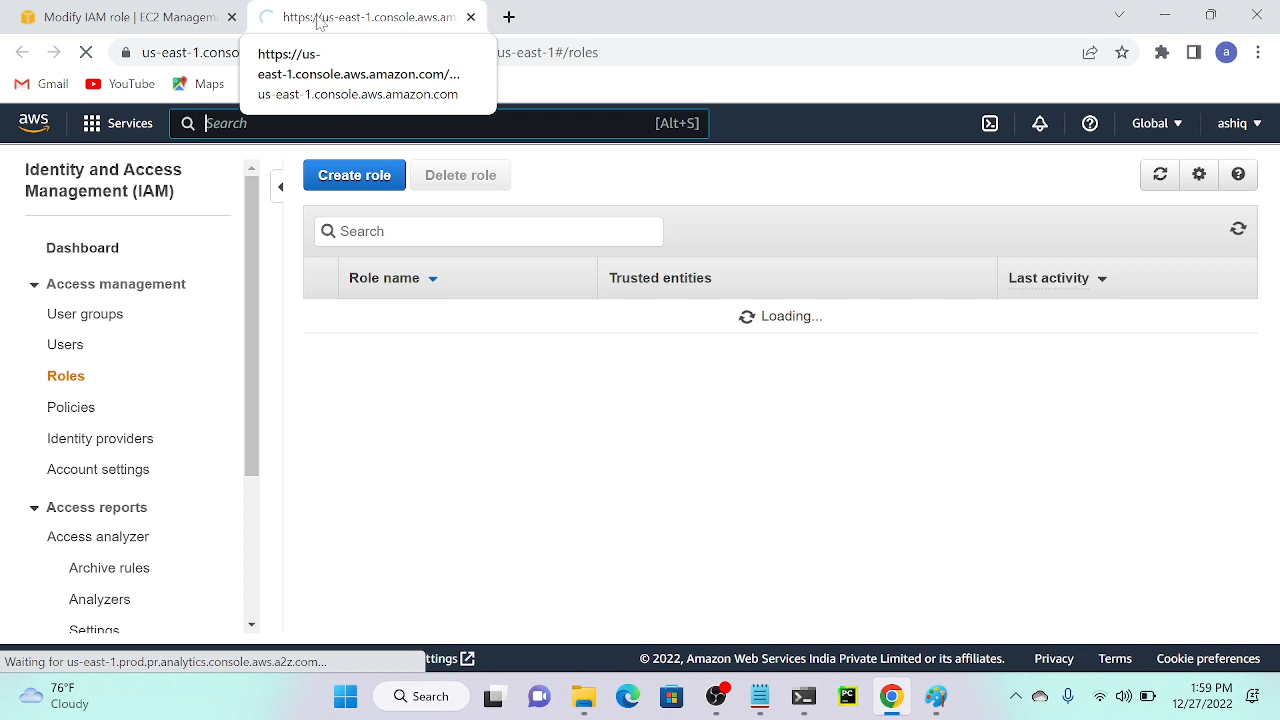 Modify IAM role | EC2 Managem
https://us-east-1.console.aws.am
us-east-1.conso
us-east-1#/roles
https://us-
east-1.console.aws.amazon.com/...
us-east-1.console.aws.amazon.com
Gmail
YouTube
Maps
a
aws
Services
Search
[Alt+S]
Global
ashiq
Identity and Access
Management (IAM)
Dashboard
Access management
User groups
Users
Roles
Policies
Identity providers
Account settings
Access reports
Access analyzer
Archive rules
Analyzers
Settings
Create role
Delete role
Search
Role name
Trusted entities
Last activity
Loading...
Waiting for us-east-1.prod.pr.analytics.console.aws.a2z.com...
ttings
© 2022, Amazon Web Services India Private Limited or its affiliates.
Privacy
Terms
Cookie preferences
76°F
Cloudy
Search
PC
1:59 PM
12/27/2022